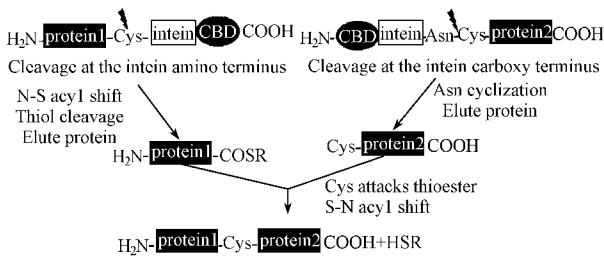 H2N-protein1-Cys-intein CBD COOH
H2N-CBD intein-Asn-Cys-protein2 COOH
Cleavage at the intein amino terminus
Cleavage at the intein carboxy terminus
N-S acy1 shift
Thiol cleavage
Elute protein
Asn cyclization
Elute protein
H2N-protein1-COSR
Cys-protein2 COOH
Cys attacks thioester
S-N acy1 shift
H2N-protein1-Cys-protein2 COOH+HSR